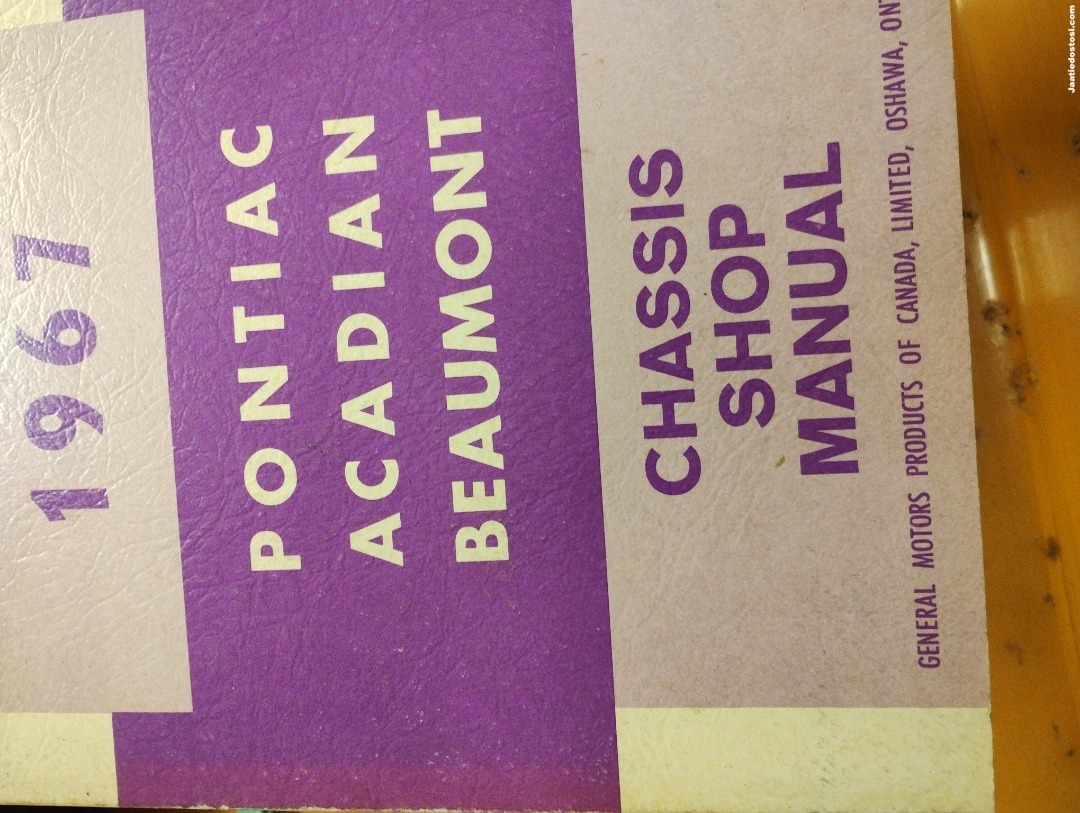 1967
PONTIAC
ACADIAN
BEAUMONT
CHASSIS
SHOP
MANUAL
GENERAL MOTORS PRODUCTS OF CANADA, LIMITED, OSHAWA, ONT
Jaatiedostosi.com